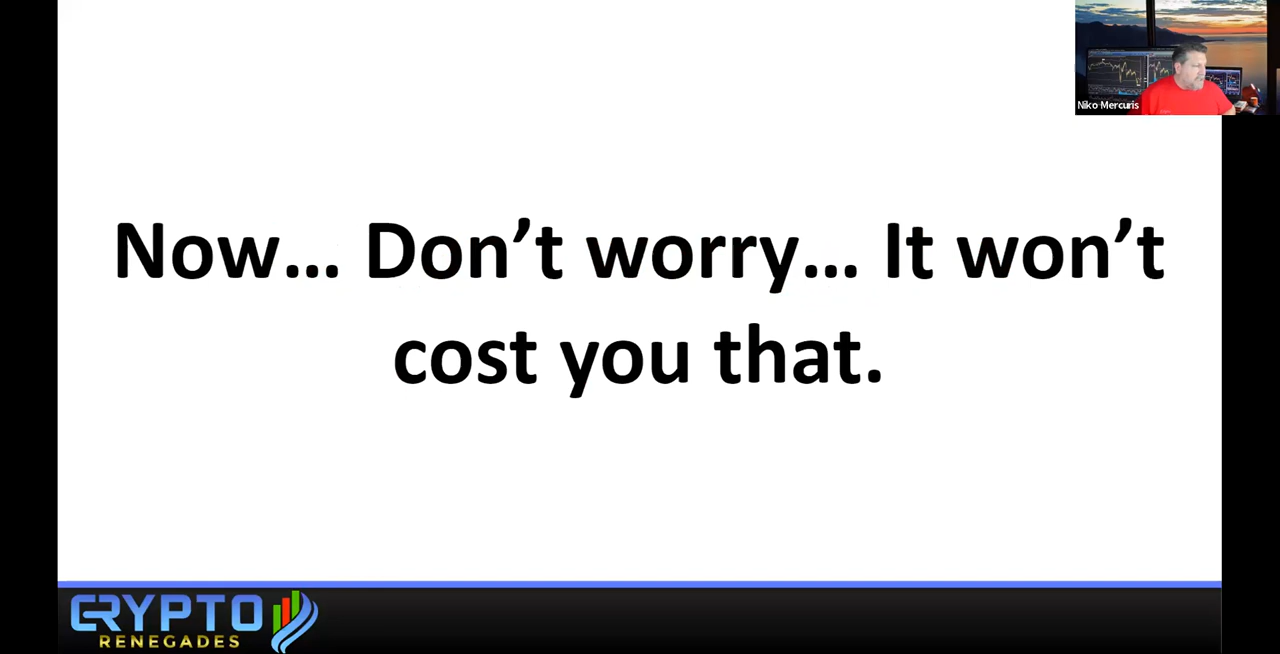 Niko Mercuris
Now… Don’t worry… It won’t
cost you that.
CRYPTO
RENEGADES